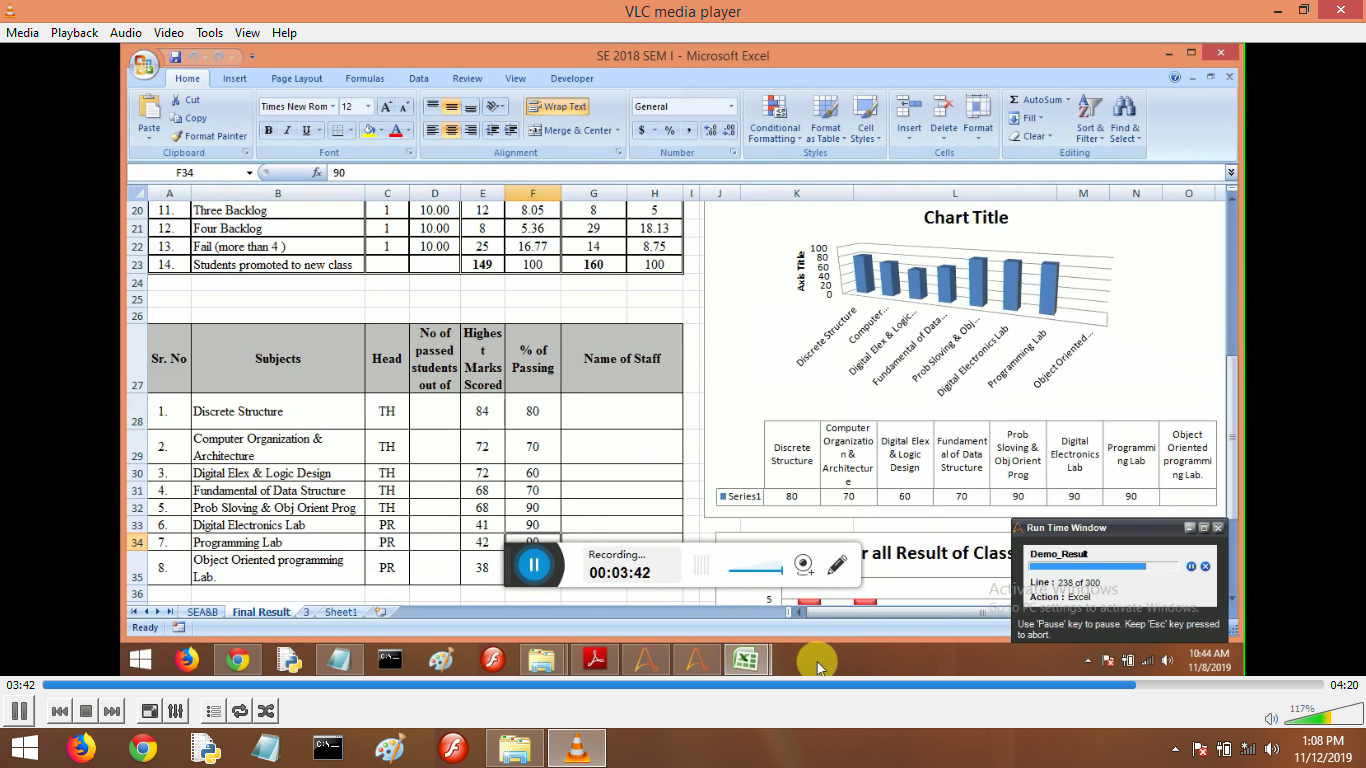 VLC media player
Media Playback Audio Video Tools View Help
SE 2018 SEM I - Microsoft Excel
Home Insert Page Layout Formulas Data Review View Developer
Paste
Cut
Copy
Format Painter
Clipboard
Times New Rom 12
B I U
Font
Wrap Text
Merge & Center
Alignment
General
$ % ,
Number
Conditional Formatting
Format as Table
Cell Styles
Styles
Insert Delete Format
Cells
AutoSum
Fill
Clear
Sort & Filter
Find & Select
Editing
F34 fx 90
A B C D E F G H I J K L M N O
20 11. Three Backlog 1 10.00 12 8.05 8 5
21 12. Four Backlog 1 10.00 8 5.36 29 18.13
22 13. Fail (more than 4 ) 1 10.00 25 16.77 14 8.75
23 14. Students promoted to new class 149 100 160 100
24
25
26
27 Sr. No Subjects Head No of passed students out of Highes t Marks Scored % of Passing Name of Staff
28 1. Discrete Structure TH 84 80
29 2. Computer Organization & Architecture TH 72 70
30 3. Digital Elex & Logic Design TH 72 60
31 4. Fundamental of Data Structure TH 68 70
32 5. Prob Sloving & Obj Orient Prog TH 68 90
33 6. Digital Electronics Lab PR 41 90
34 7. Programming Lab PR 42 90
35 8. Object Oriented programming Lab. PR 38
36
Chart Title
Axis Title
100
80
60
40
20
0
Discrete Structure
Computer...
Digital Elex & Logic...
Fundamental of Data...
Prob Sloving & Obj...
Digital Electronics Lab
Programming Lab
Object Oriented...
Discrete Structure
Computer Organizatio n & Architectur e
Digital Elex & Logic Design
Fundament al of Data Structure
Prob Sloving & Obj Orient Prog
Digital Electronics Lab
Programmi ng Lab
Object Oriented programmi ng Lab.
Series1 80 70 60 70 90 90 90
r all Result of Class
5
Recording...
00:03:42
Run Time Window
Demo_Result
Line : 238 of 300
Action : Excel
Use 'Pause' key to pause. Keep 'Esc' key pressed
to abort.
Activate Windows
Go to PC settings to activate Windows.
SEA&B Final Result 3 Sheet1
Ready
10:44 AM
11/8/2019
03:42 04:20
117%
1:08 PM
11/12/2019